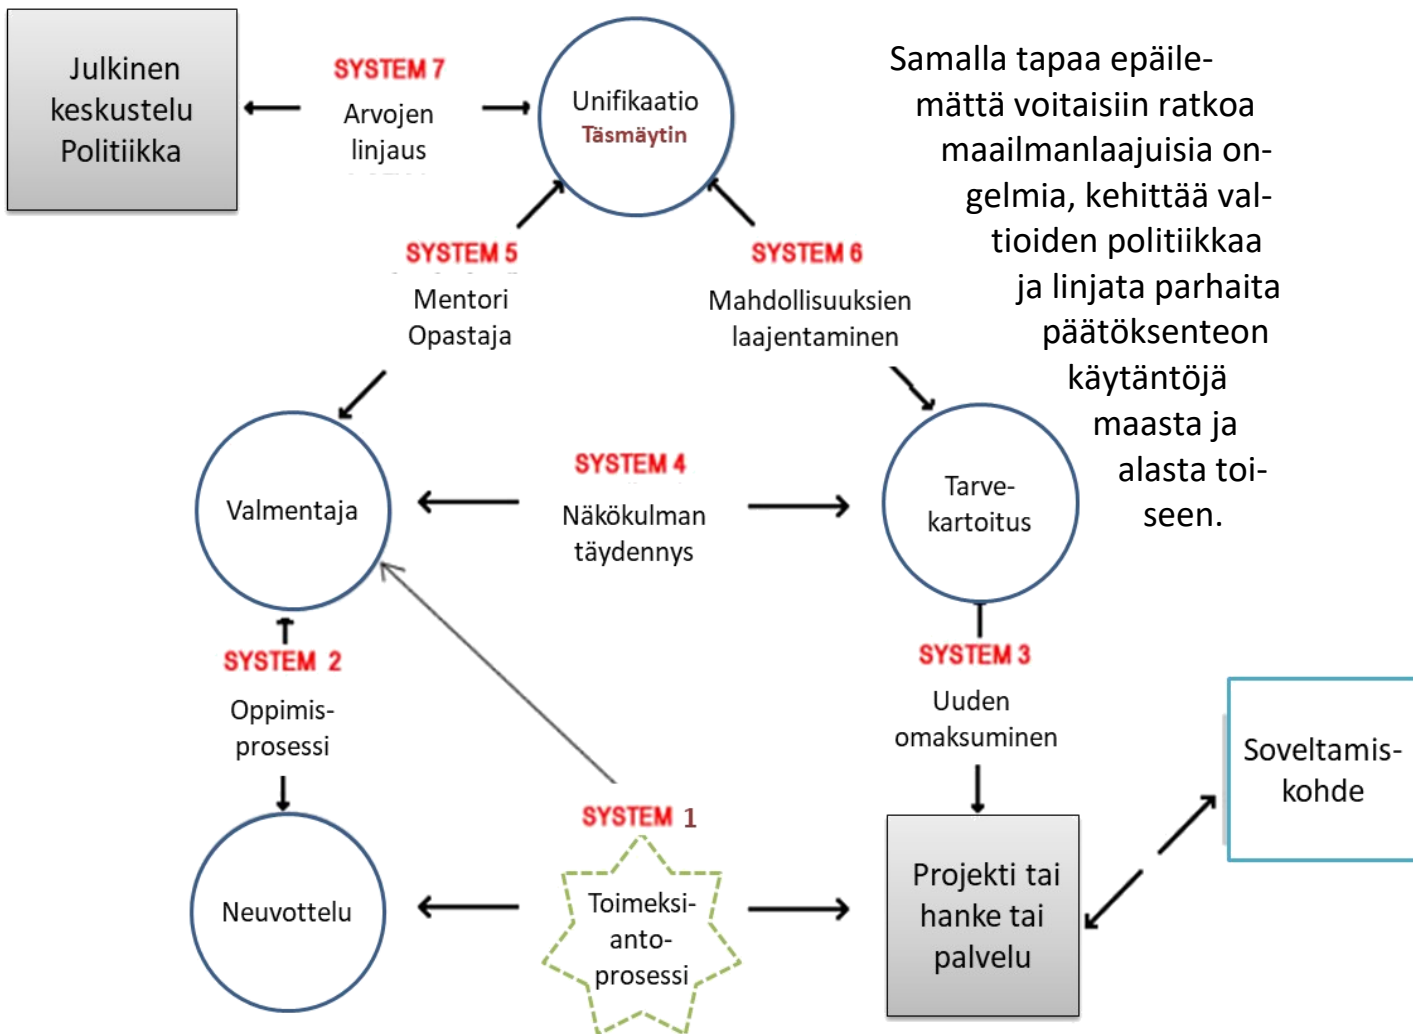 Julkinen
keskustelu
Politiikka
SYSTEM 7
Arvojen
linjaus
Unifikaatio
Täsmäytin
Samalla tapaa epäile-
mättä voitaisiin ratkoa
maailmanlaajuisia on-
gelmia, kehittää val-
tioiden politiikkaa
ja linjata parhaita
päätöksenteon
käytäntöjä
maasta ja
alasta toi-
seen.
SYSTEM 5
Mentori
Opastaja
SYSTEM 6
Mahdollisuuksien
laajentaminen
Valmentaja
SYSTEM 4
Näkökulman
täydennys
Tarve-
kartoitus
SYSTEM 2
Oppimis-
prosessi
SYSTEM 3
Uuden
omaksuminen
Soveltamis-
kohde
Neuvottelu
SYSTEM 1
Toimeksi-
anto-
prosessi
Projekti tai
hanke tai
palvelu